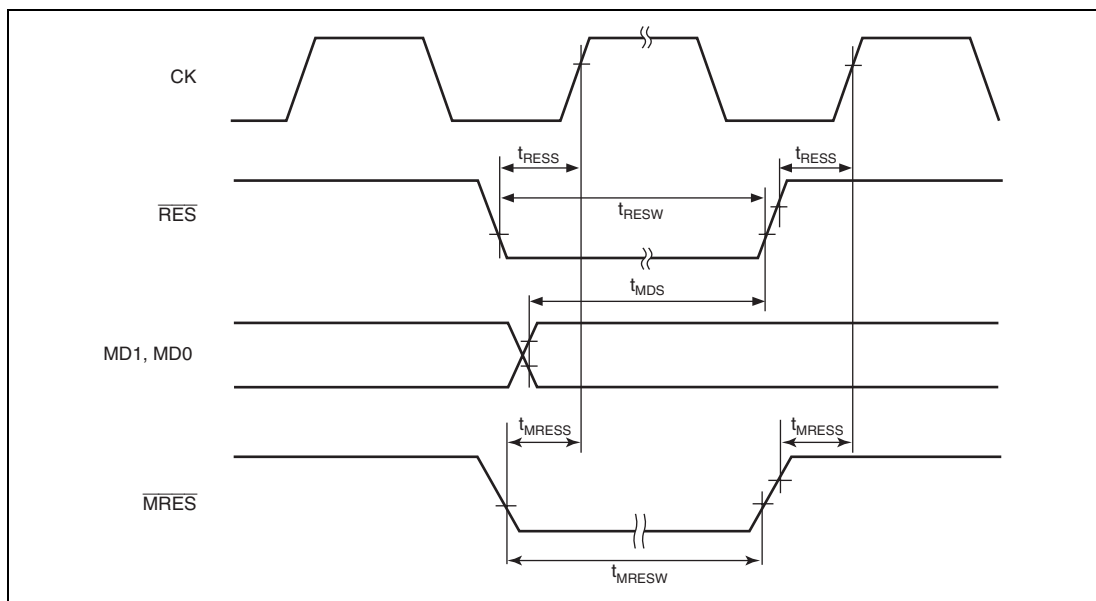 CK
tRESS tRESS
RES
tRESW
tMDS
MD1, MD0
tMRESS tMRESS
MRES
tMRESW